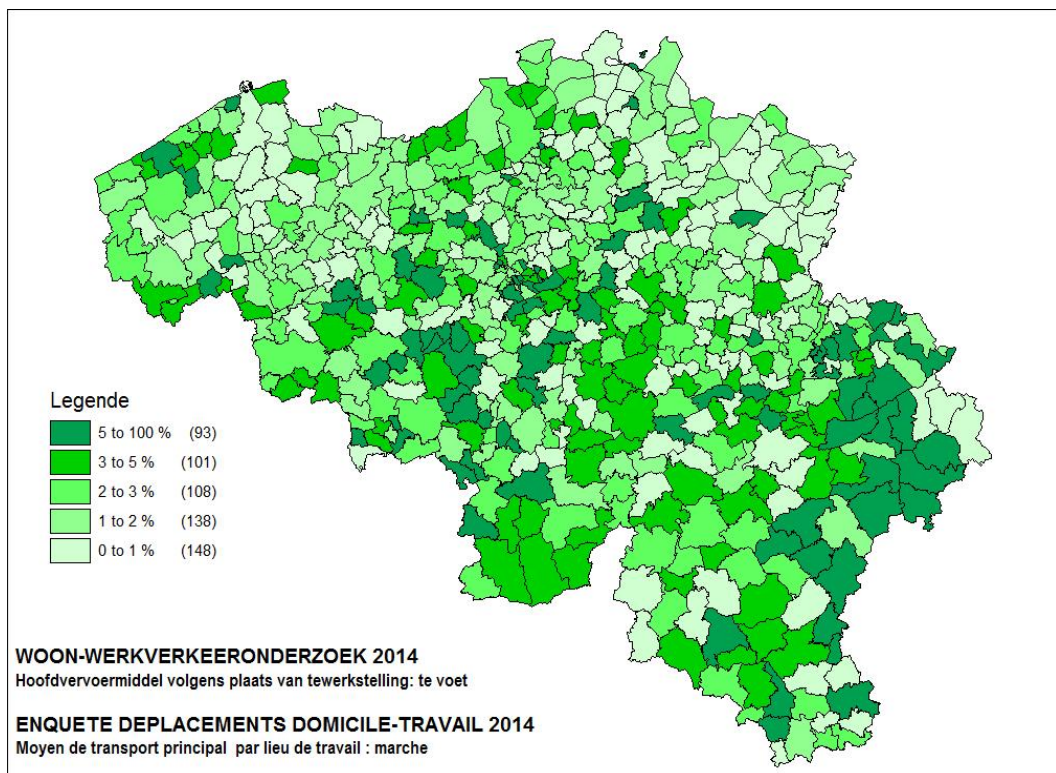 Legende
5 to 100 % (93)
3 to 5 % (101)
2 to 3 % (108)
1 to 2 % (138)
0 to 1 % (148)
WOON-WERKVERKEERONDERZOEK 2014
Hoofdvervoermiddel volgens plaats van tewerkstelling: te voet
ENQUETE DEPLACEMENTS DOMICILE-TRAVAIL 2014
Moyen de transport principal par lieu de travail : marche